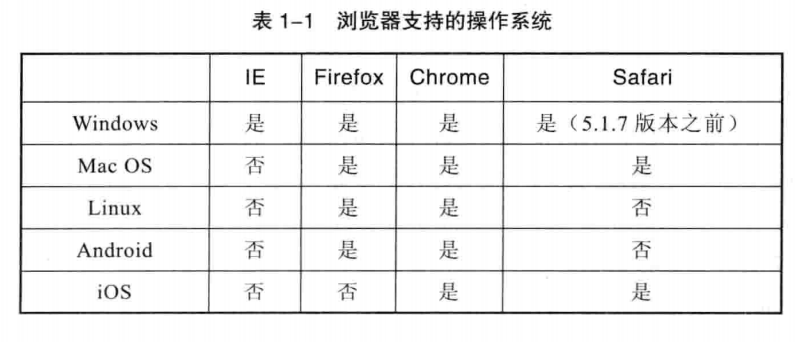 表 1-1 浏览器支持的操作系统
IE Firefox Chrome Safari
Windows 是 是 是 是（5.1.7 版本之前）
Mac OS 否 是 是 是
Linux 否 是 是 否
Android 否 是 是 否
iOS 否 否 是 是